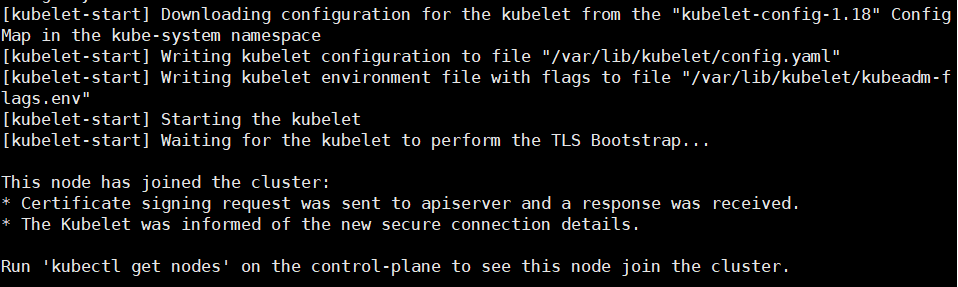 [kubelet-start] Downloading configuration for the kubelet from the "kubelet-config-1.18" Config
Map in the kube-system namespace
[kubelet-start] Writing kubelet configuration to file "/var/lib/kubelet/config.yaml"
[kubelet-start] Writing kubelet environment file with flags to file "/var/lib/kubelet/kubeadm-f
lags.env"
[kubelet-start] Starting the kubelet
[kubelet-start] Waiting for the kubelet to perform the TLS Bootstrap...

This node has joined the cluster:
* Certificate signing request was sent to apiserver and a response was received.
* The Kubelet was informed of the new secure connection details.

Run 'kubectl get nodes' on the control-plane to see this node join the cluster.